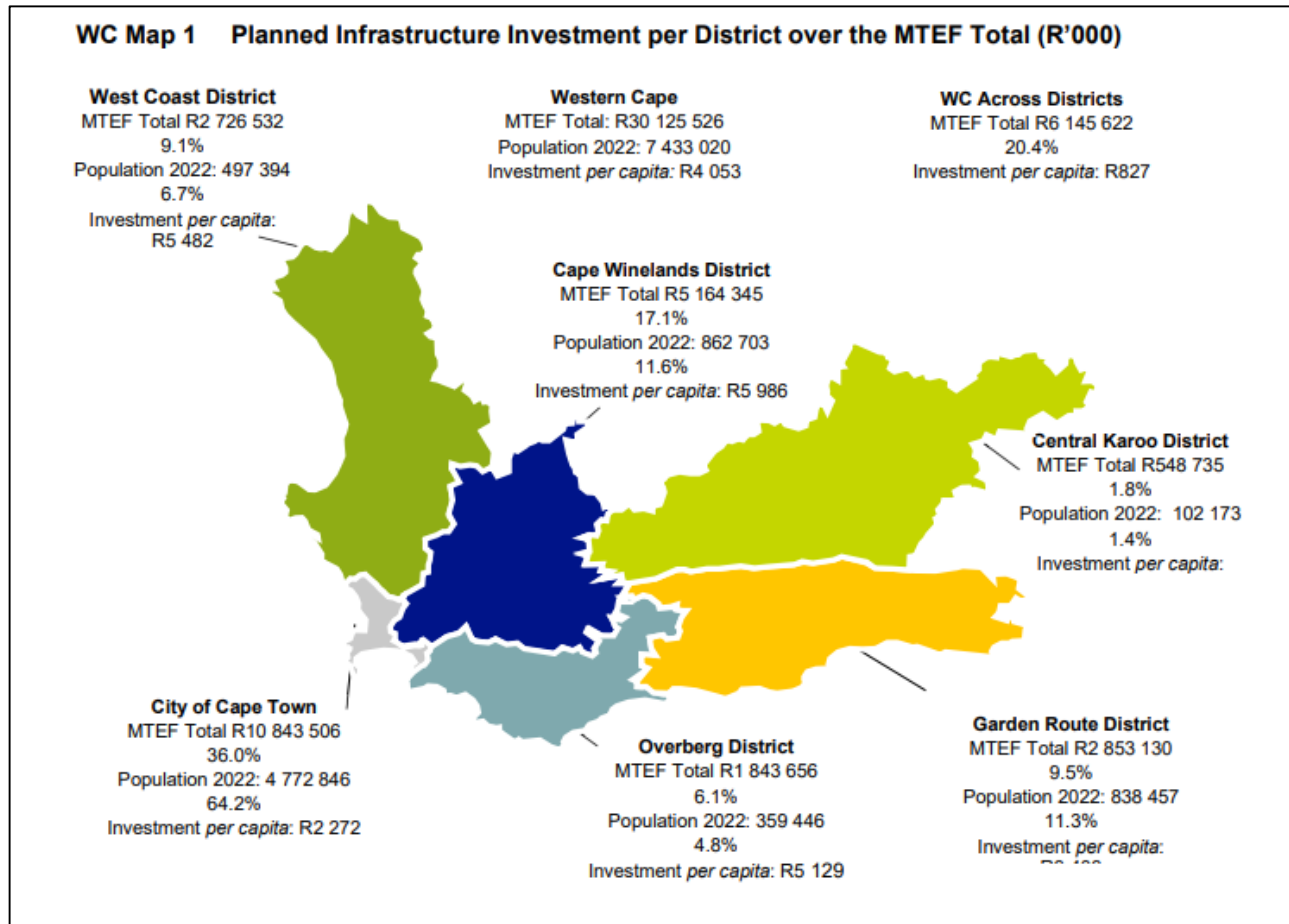 WC Map 1 Planned Infrastructure Investment per District over the MTEF Total (R'000)
West Coast District
MTEF Total R2 726 532
9.1%
Population 2022: 497 394
6.7%
Investment per capita:
R5 482
Western Cape
MTEF Total: R30 125 526
Population 2022: 7 433 020
Investment per capita: R4 053
WC Across Districts
MTEF Total R6 145 622
20.4%
Investment per capita: R827
Cape Winelands District
MTEF Total R5 164 345
17.1%
Population 2022: 862 703
11.6%
Investment per capita: R5 986
Central Karoo District
MTEF Total R548 735
1.8%
Population 2022: 102 173
1.4%
Investment per capita:
City of Cape Town
MTEF Total R10 843 506
36.0%
Population 2022: 4 772 846
64.2%
Investment per capita: R2 272
Overberg District
MTEF Total R1 843 656
6.1%
Population 2022: 359 446
4.8%
Investment per capita: R5 129
Garden Route District
MTEF Total R2 853 130
9.5%
Population 2022: 838 457
11.3%
Investment per capita: